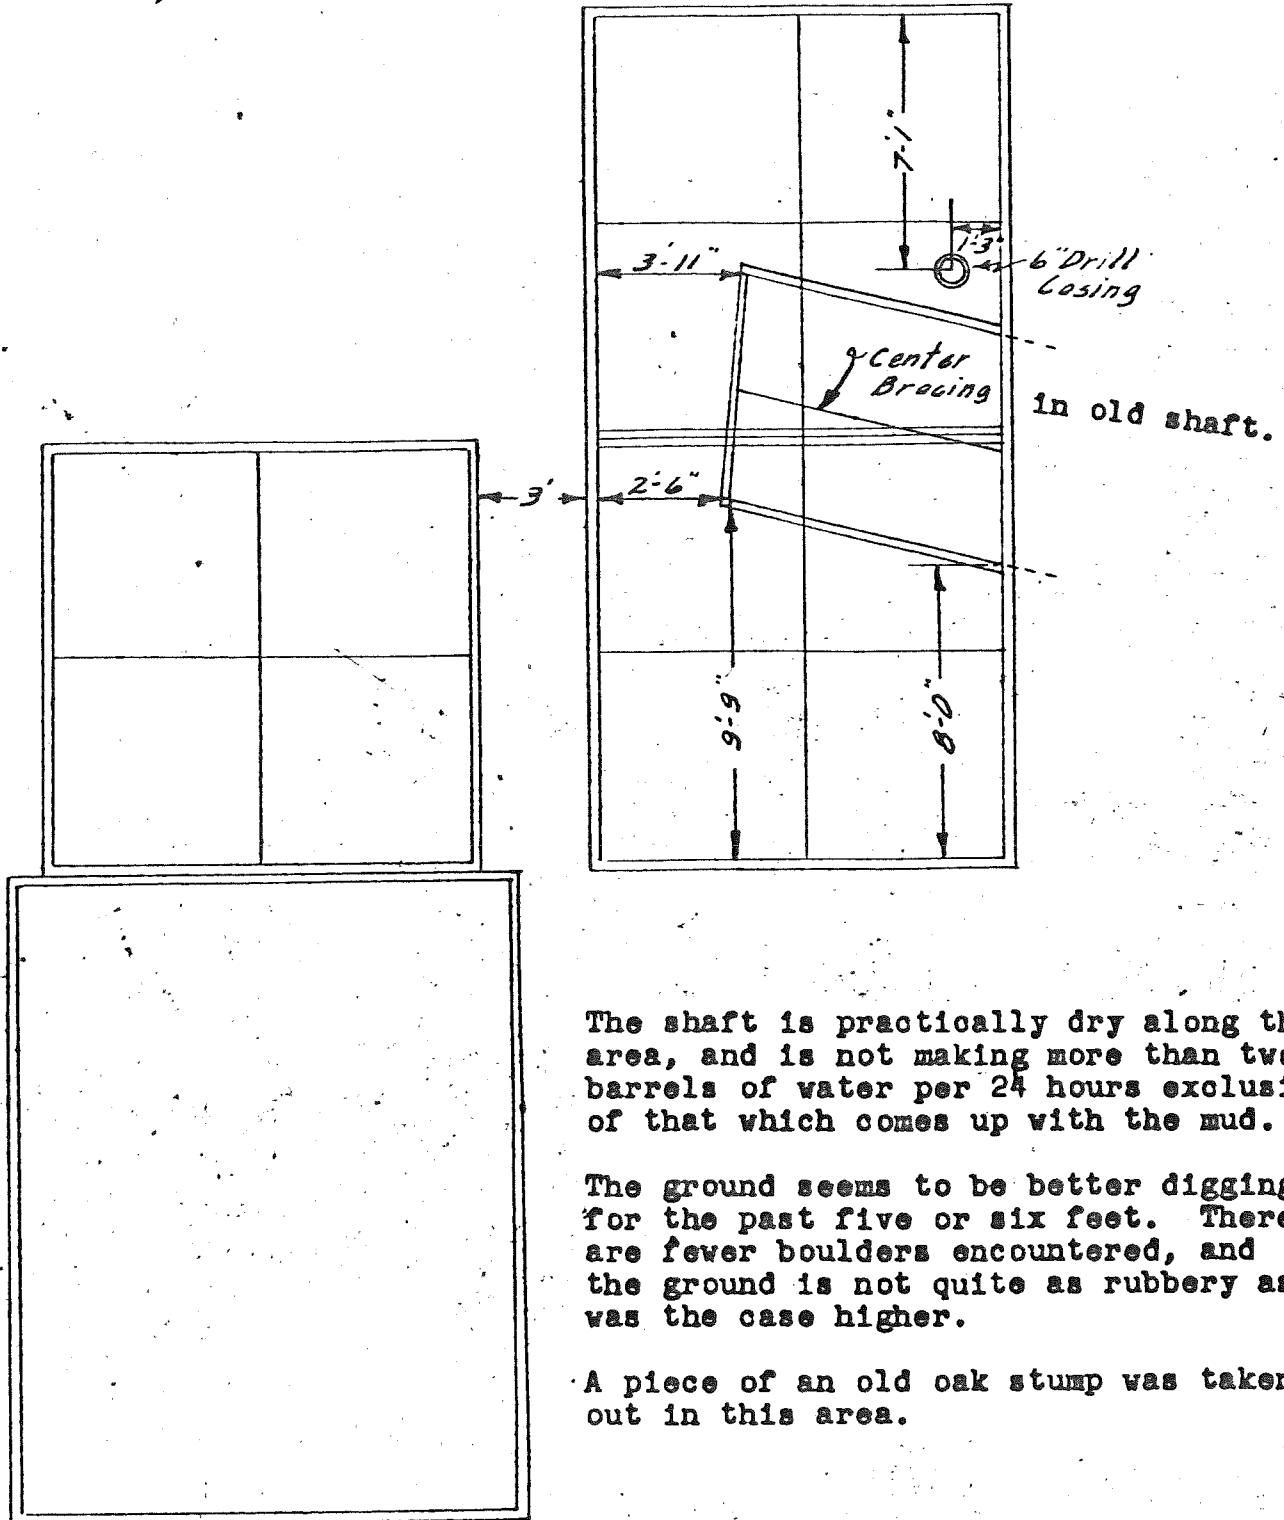 7'-1"
1'-3"
6" Drill
Casing
3'-11"
Center
Bracing
in old shaft.
3'
2'-6"
9'-9"
8'-0"
The shaft is practically dry along
area, and is not making more than
barrels of water per 24 hours
of that which comes up with the mud.
The ground seems to be better digging
for the past five or six feet. There
are fewer boulders encountered, and
the ground is not quite as rubbery as
was the case higher.
A piece of an old oak stump was taken
out in this area.